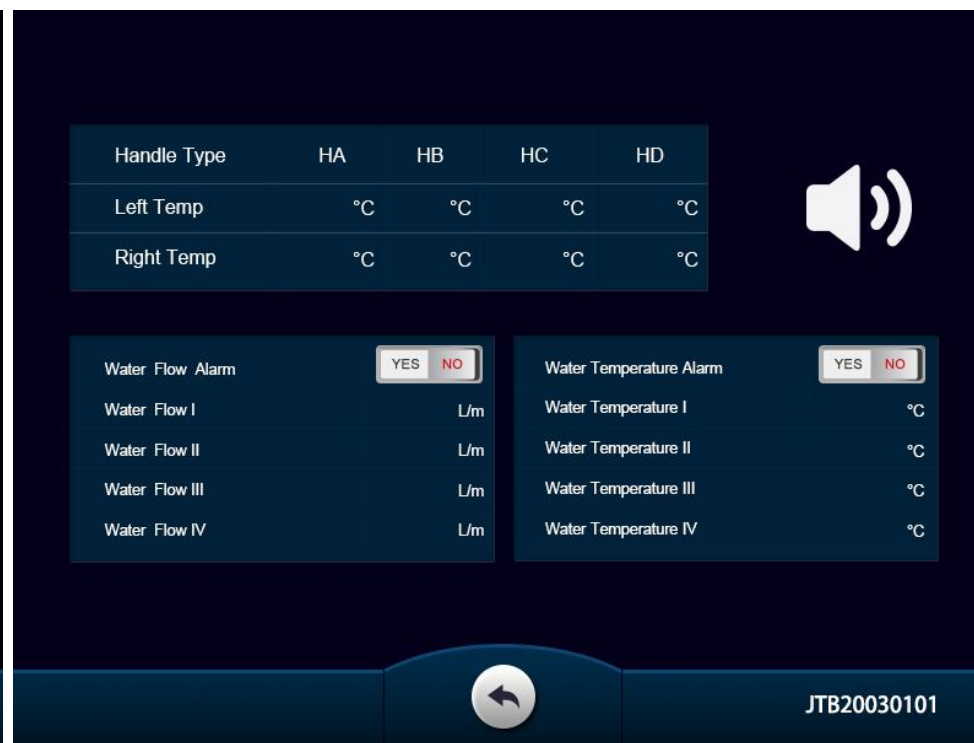 Handle Type HA HB HC HD
Left Temp °C °C °C °C
Right Temp °C °C °C °C
Water Flow Alarm YES NO
Water Flow I L/m
Water Flow II L/m
Water Flow III L/m
Water Flow IV L/m
Water Temperature Alarm YES NO
Water Temperature I °C
Water Temperature II °C
Water Temperature III °C
Water Temperature IV °C
JTB20030101